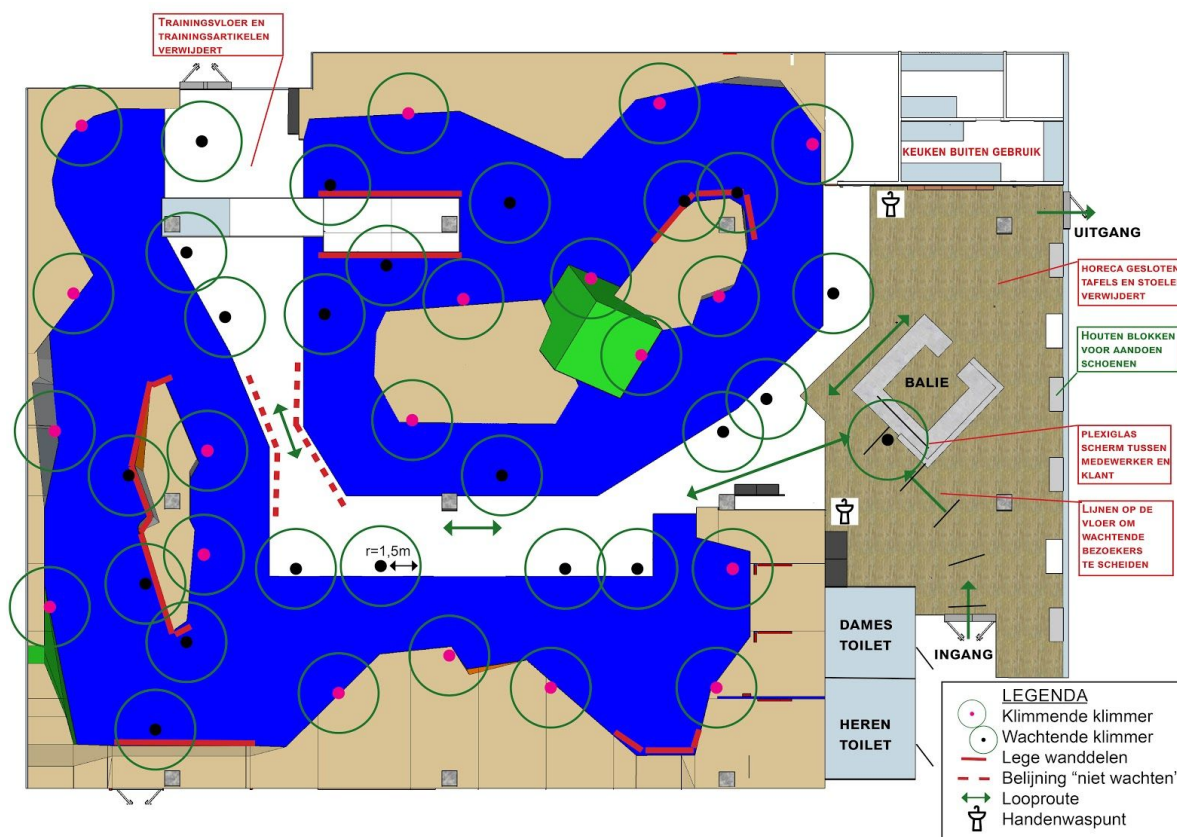 Trainingsvloer en
trainingsartikelen
verwijdert
KEUKEN BUITEN GEBRUIK
UITGANG
HORECA GESLOTEN
TAFELS EN STOELEN
VERWIJDERT
Houten blokken
voor aandoen
schoenen
BALIE
PLEXIGLAS
SCHERM TUSSEN
MEDEWERKER EN
KLANT
Lijnen op de
vloer om
wachtende
bezoekers
te scheiden
r=1,5m
DAMES
TOILET
INGANG
HEREN
TOILET
LEGENDA
Klimmende klimmer
Wachtende klimmer
Lege wanddelen
Belijning "niet wachten"
Looproute
Handenwaspunt